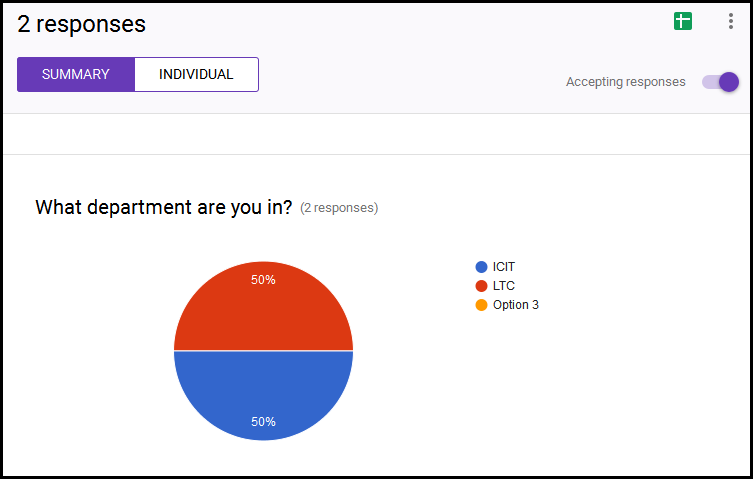 2 responses
SUMMARY INDIVIDUAL
Accepting responses
What department are you in? (2 responses)
50%
50%
ICIT
LTC
Option 3